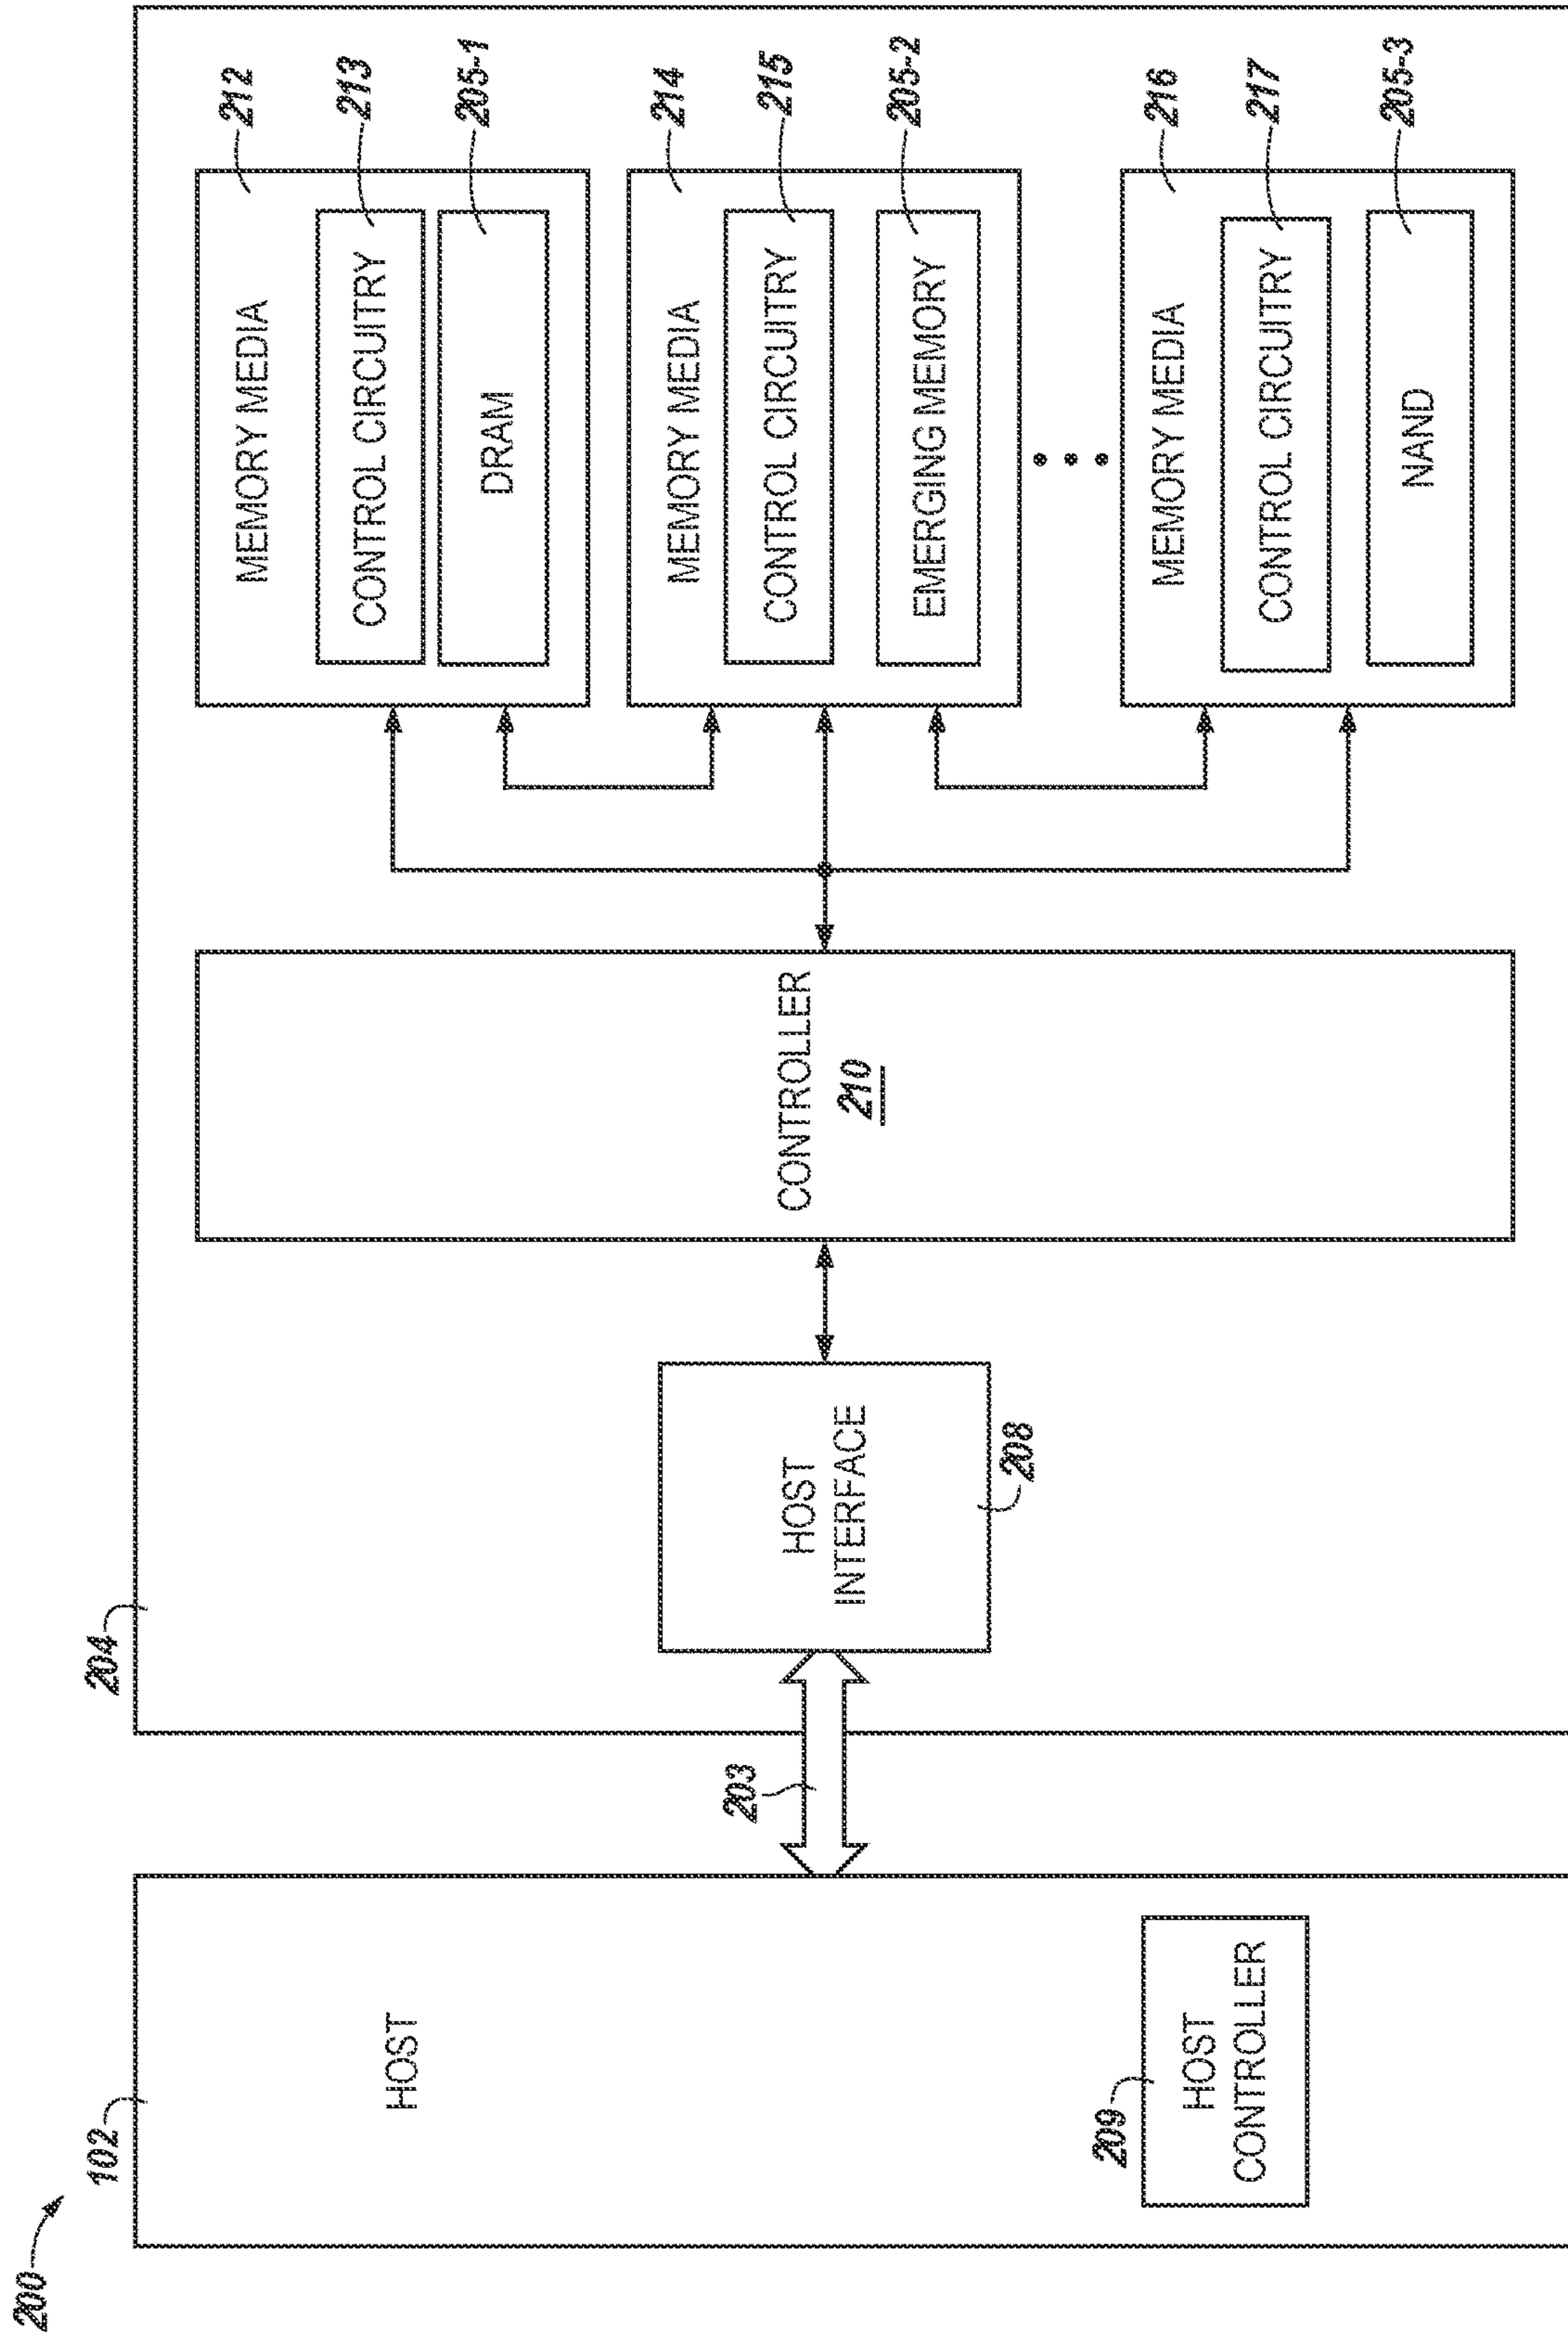 200
102
HOST
209
HOST
CONTROLLER
203
204
HOST
INTERFACE
208
CONTROLLER
210
MEMORY MEDIA
212
CONTROL CIRCUITRY
213
DRAM
205-1
MEMORY MEDIA
214
CONTROL CIRCUITRY
215
EMERGING MEMORY
205-2
MEMORY MEDIA
216
CONTROL CIRCUITRY
217
NAND
205-3